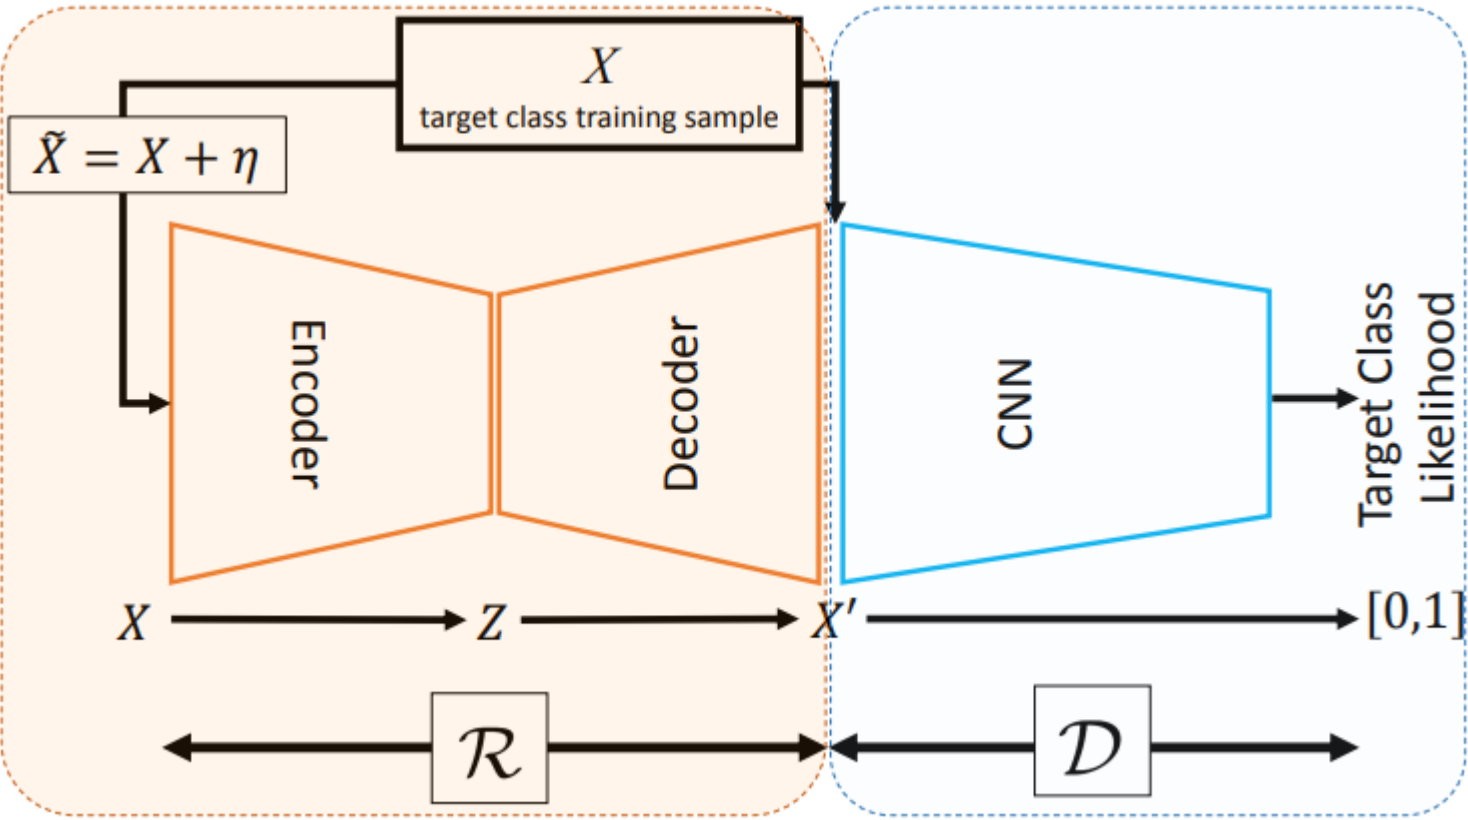 X
target class training sample
X̃ = X + η
Encoder
Decoder
CNN
Target Class
Likelihood
X
Z
X′
[0,1]
ℛ
𝒟